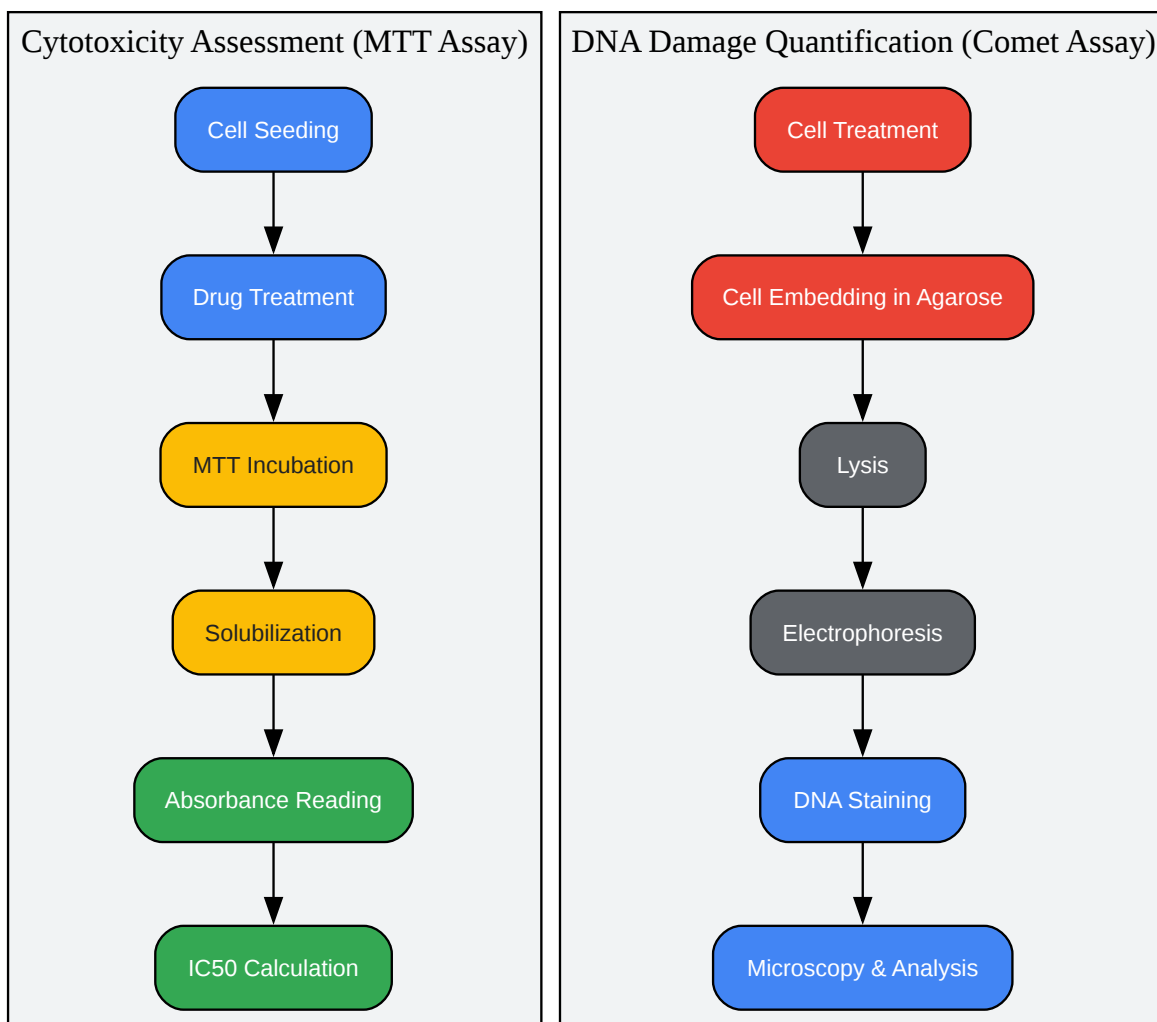 Cytotoxicity Assessment (MTT Assay)
Cell Seeding
Drug Treatment
MTT Incubation
Solubilization
Absorbance Reading
IC50 Calculation
DNA Damage Quantification (Comet Assay)
Cell Treatment
Cell Embedding in Agarose
Lysis
Electrophoresis
DNA Staining
Microscopy & Analysis